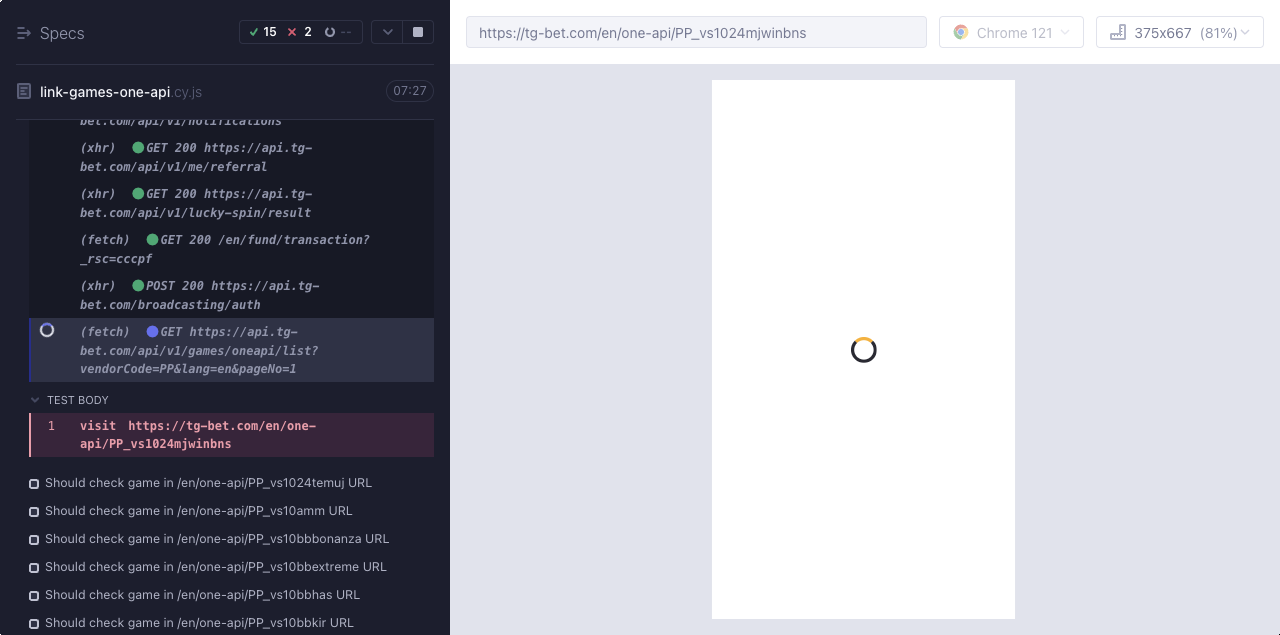 Specs
15 2 --
link-games-one-api.cy.js
07:27
bet.com/api/v1/notifications
(xhr) GET 200 https://api.tg-
bet.com/api/v1/me/referral
(xhr) GET 200 https://api.tg-
bet.com/api/v1/lucky-spin/result
(fetch) GET 200 /en/fund/transaction?
_rsc=cccpf
(xhr) POST 200 https://api.tg-
bet.com/broadcasting/auth
(fetch) GET https://api.tg-
bet.com/api/v1/games/oneapi/list?
vendorCode=PP&lang=en&pageNo=1
TEST BODY
1 visit https://tg-bet.com/en/one-
api/PP_vs1024mjwinbns
Should check game in /en/one-api/PP_vs1024temuj URL
Should check game in /en/one-api/PP_vs10amm URL
Should check game in /en/one-api/PP_vs10bbbonanza URL
Should check game in /en/one-api/PP_vs10bbextreme URL
Should check game in /en/one-api/PP_vs10bbhas URL
Should check game in /en/one-api/PP_vs10bbkir URL
https://tg-bet.com/en/one-api/PP_vs1024mjwinbns
Chrome 121
375x667 (81%)